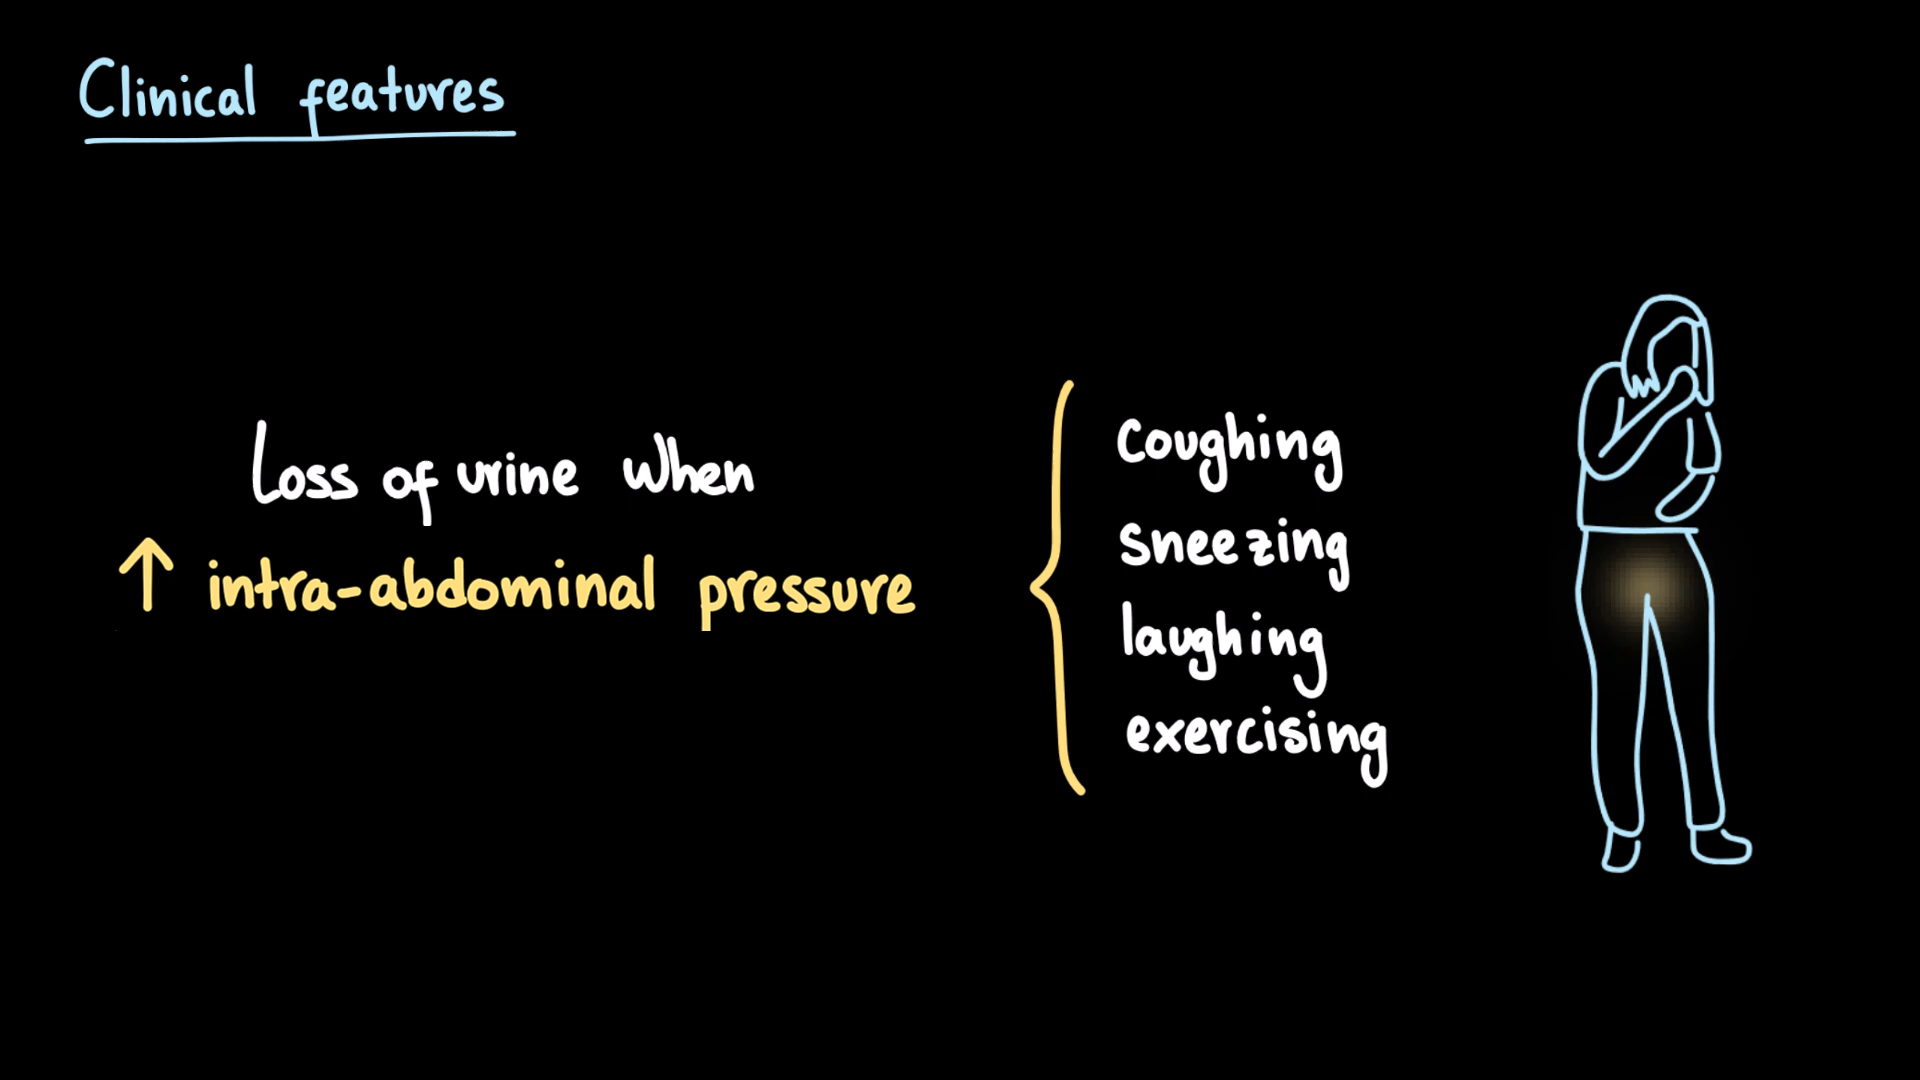 Clinical features
Loss of urine when
↑ intra-abdominal pressure
coughing
sneezing
laughing
exercising